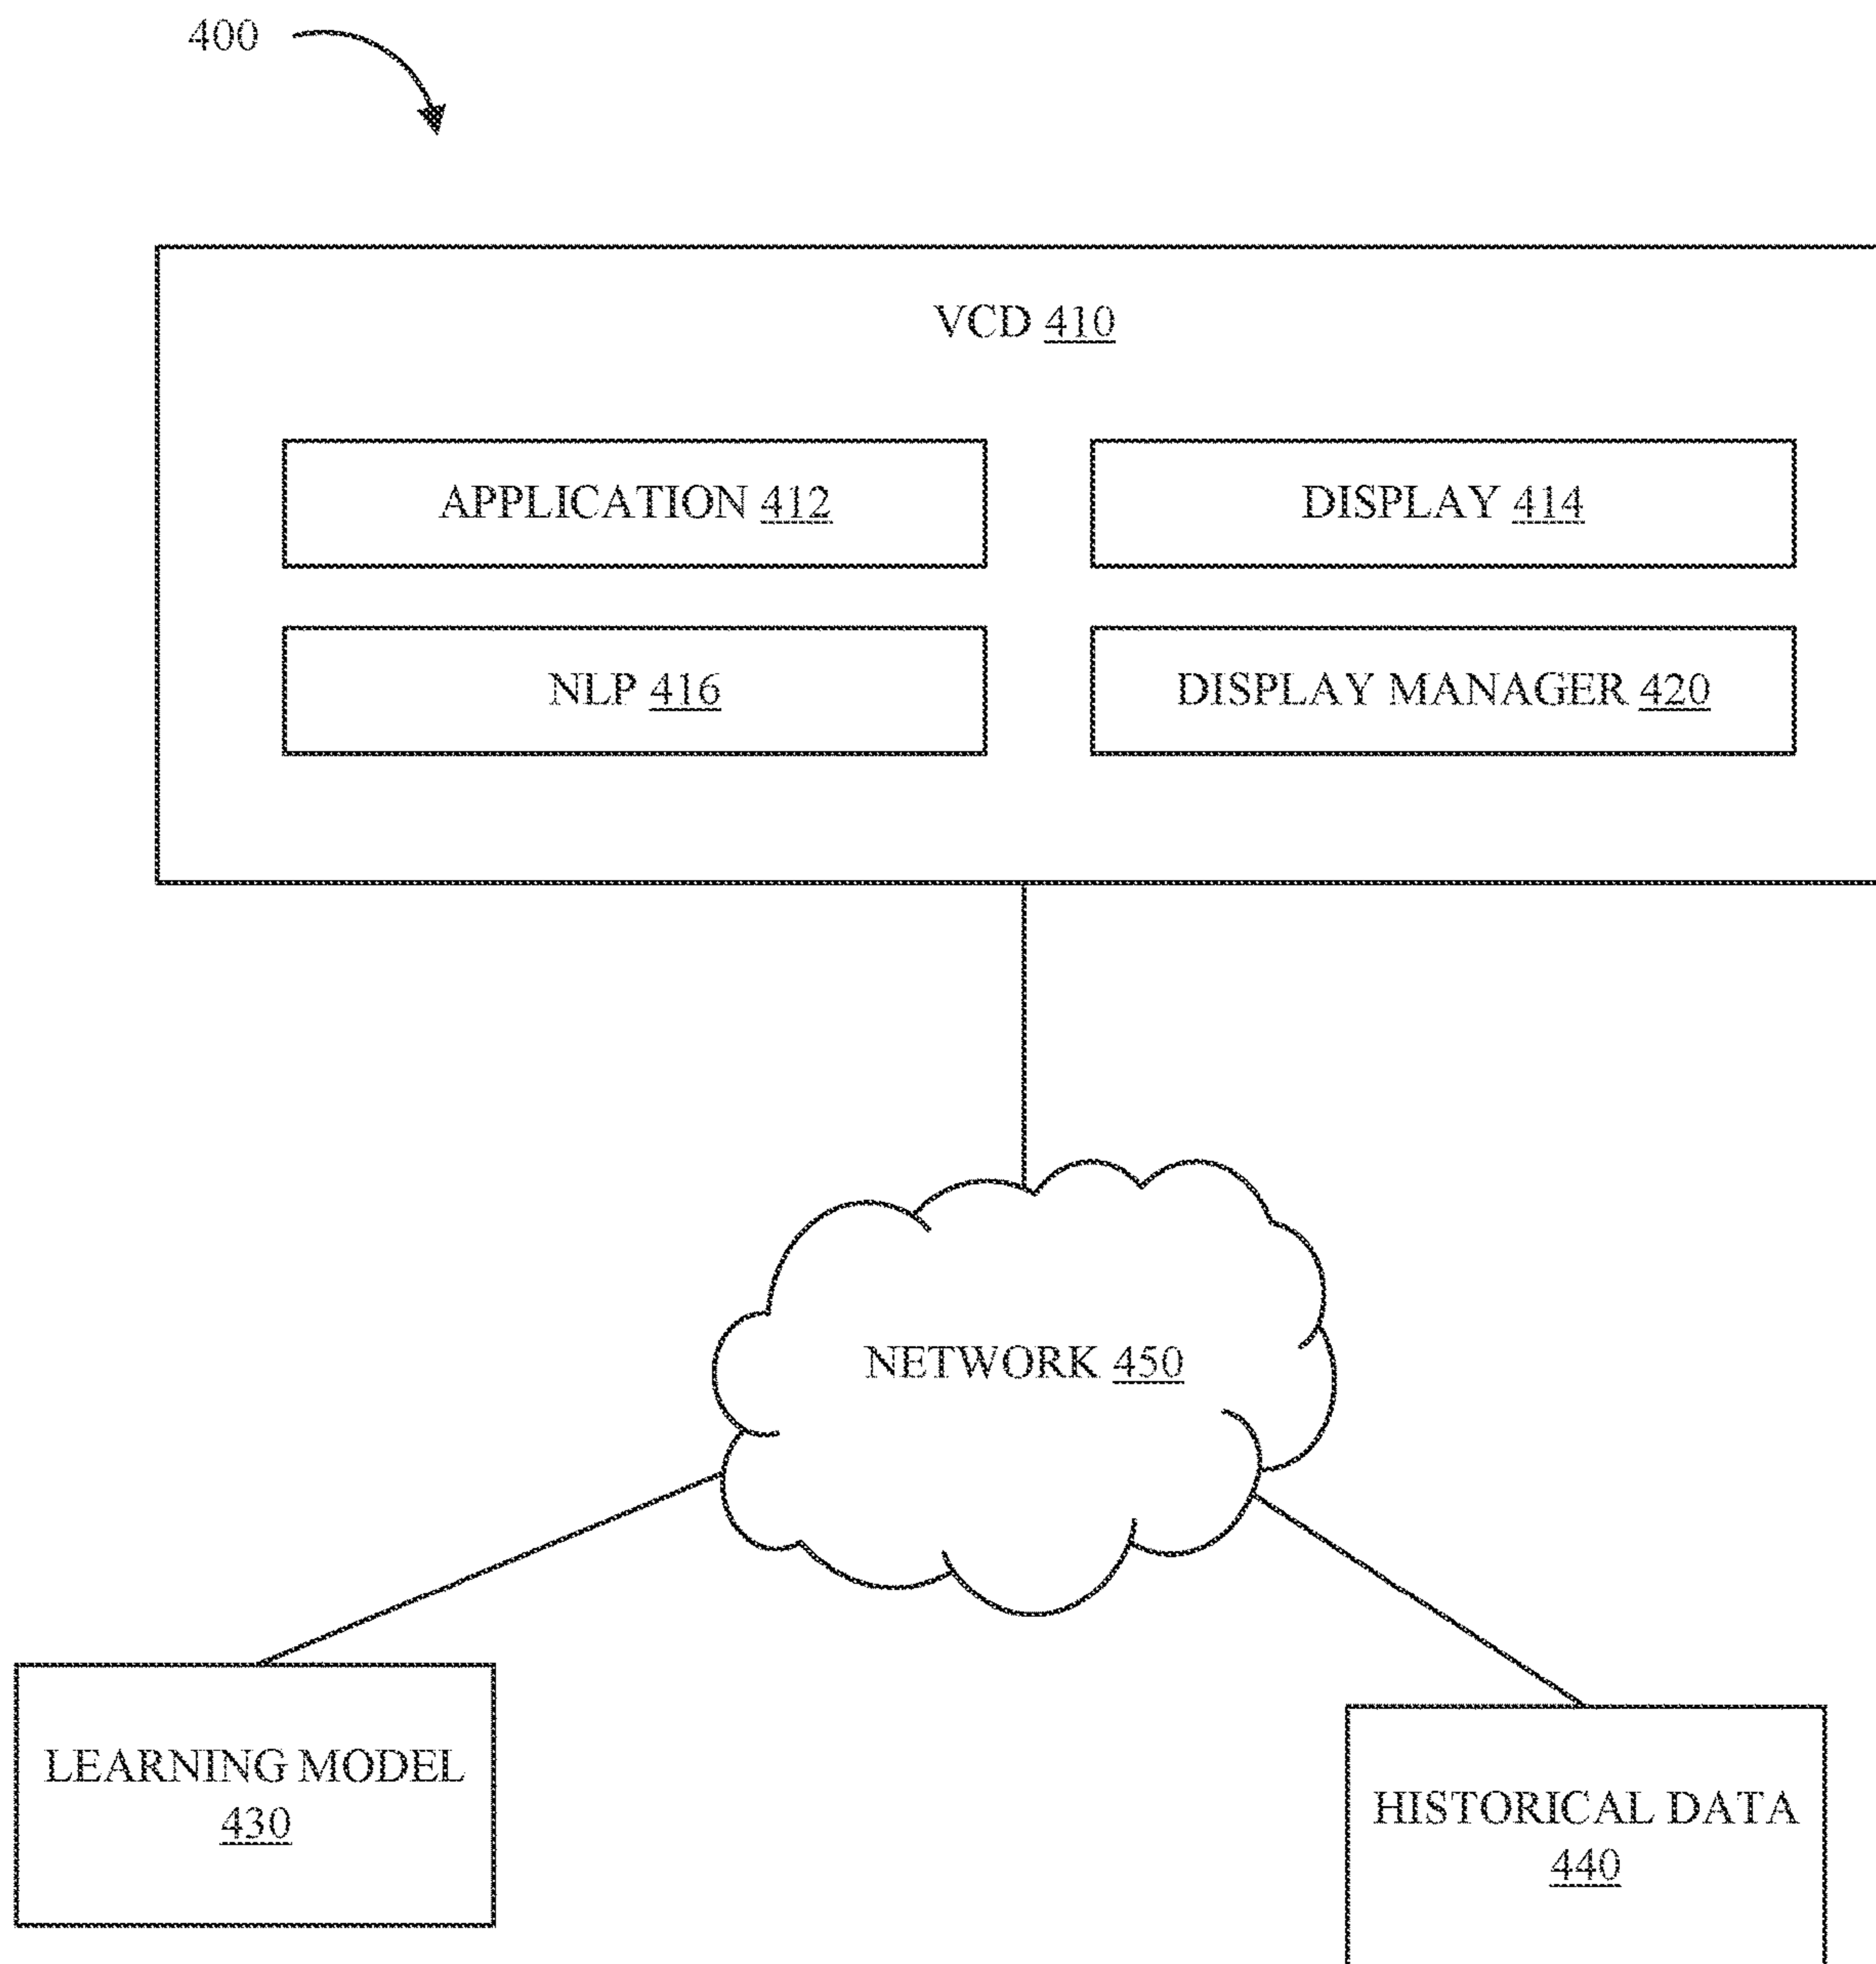 400
VCD 410
APPLICATION 412
DISPLAY 414
NLP 416
DISPLAY MANAGER 420
NETWORK 450
LEARNING MODEL
430
HISTORICAL DATA
440